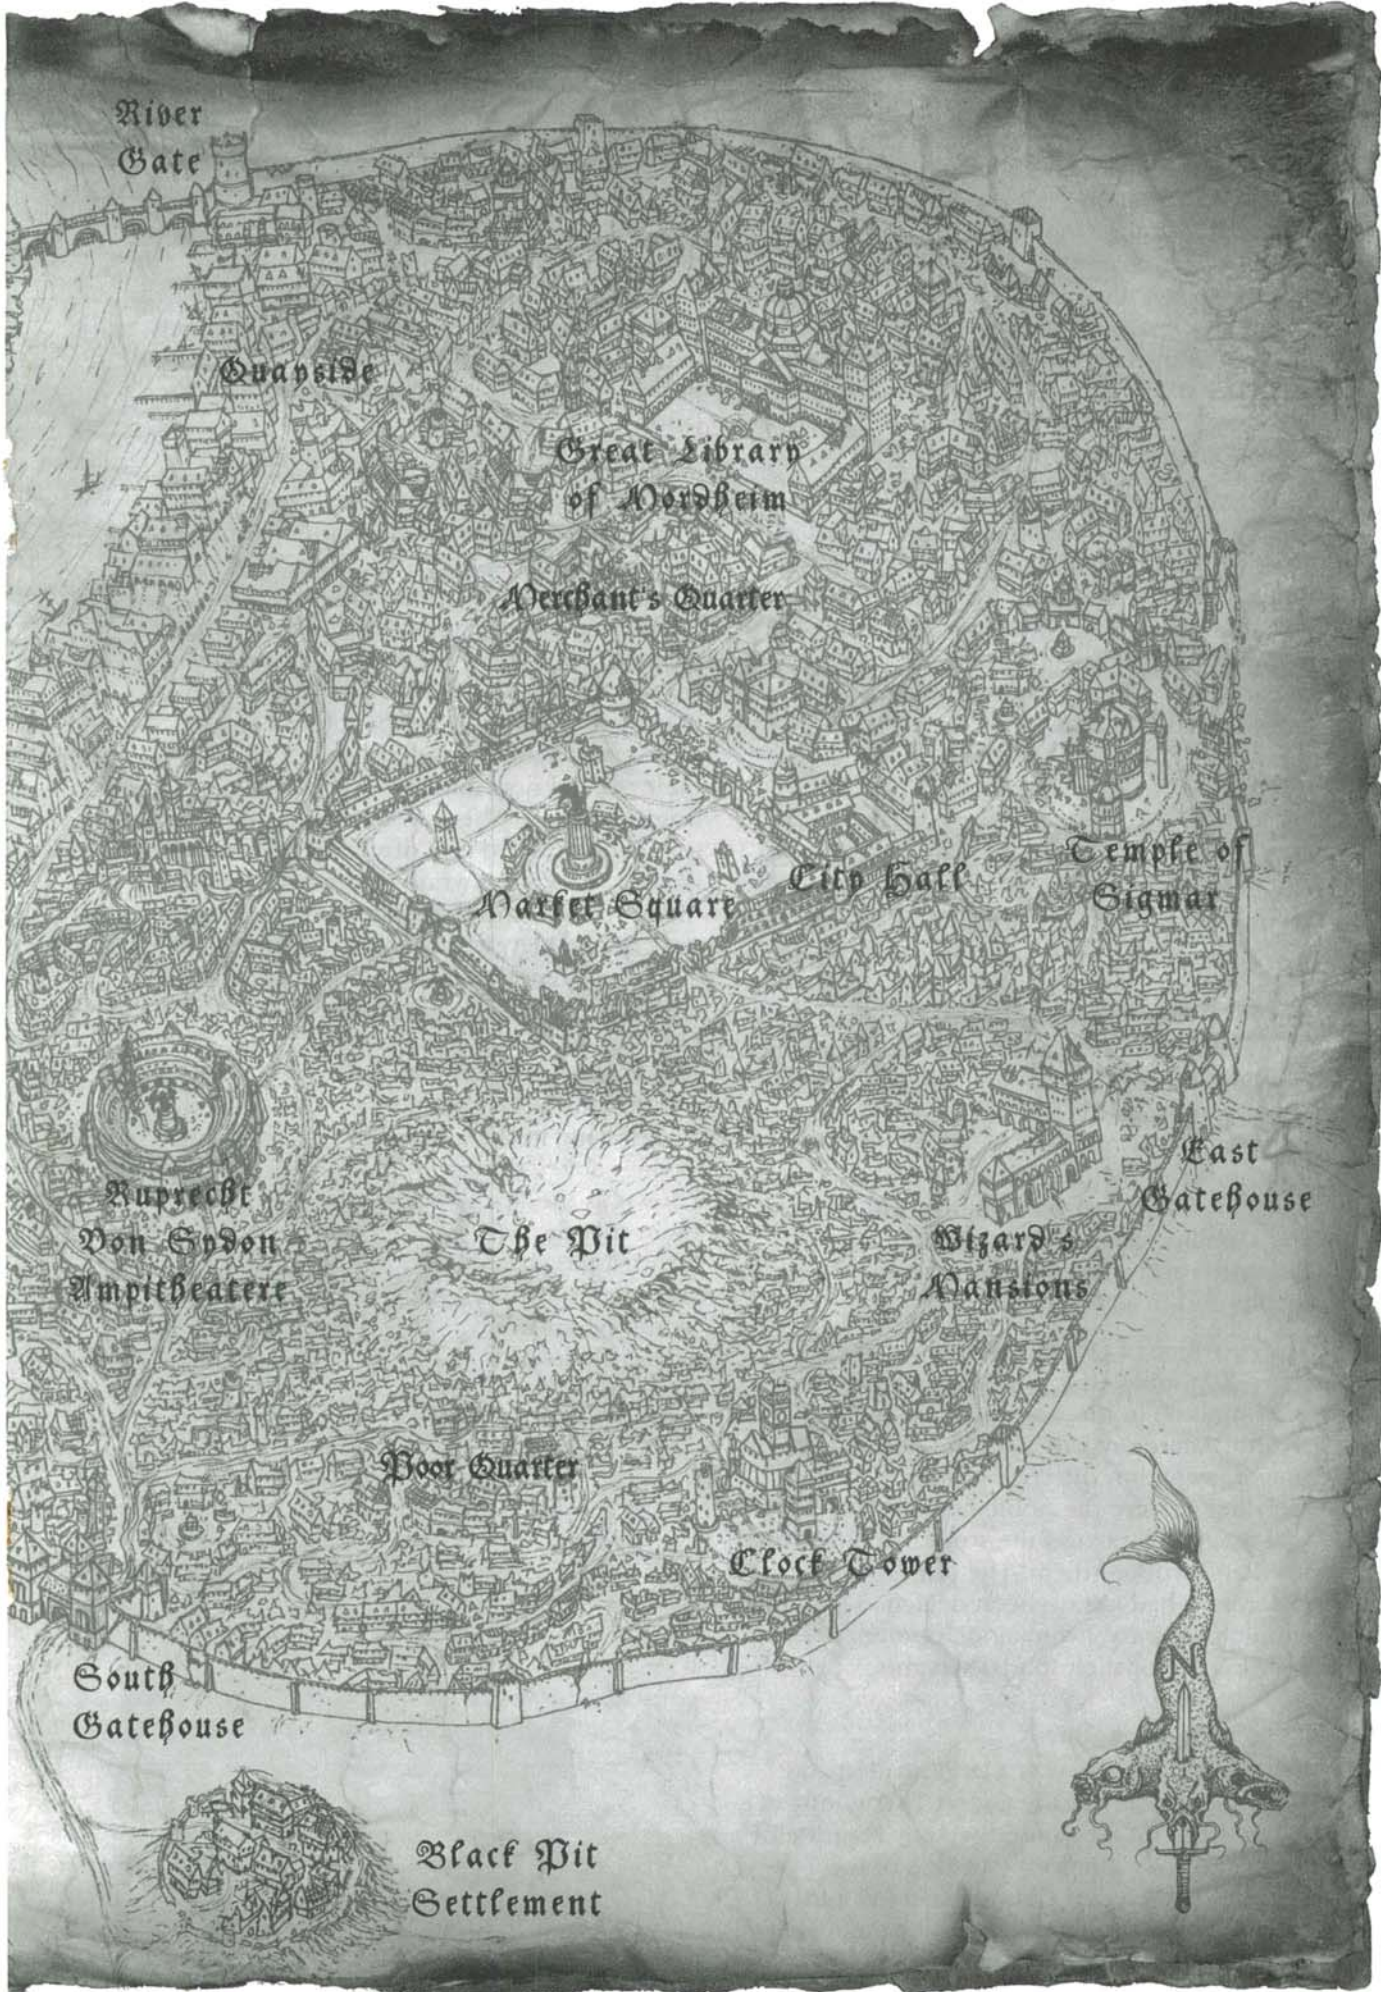 River
Gate
Quayside
Great Library
of Mordheim
Merchant's Quarter
Market Square
City Hall
Temple of
Sigmar
East
Gatehouse
Ruprecht
Von Sydon
Ampitheatere
The Pit
Wizard's
Mansions
Poor Quarter
Clock Tower
South
Gatehouse
N
Black Pit
Settlement